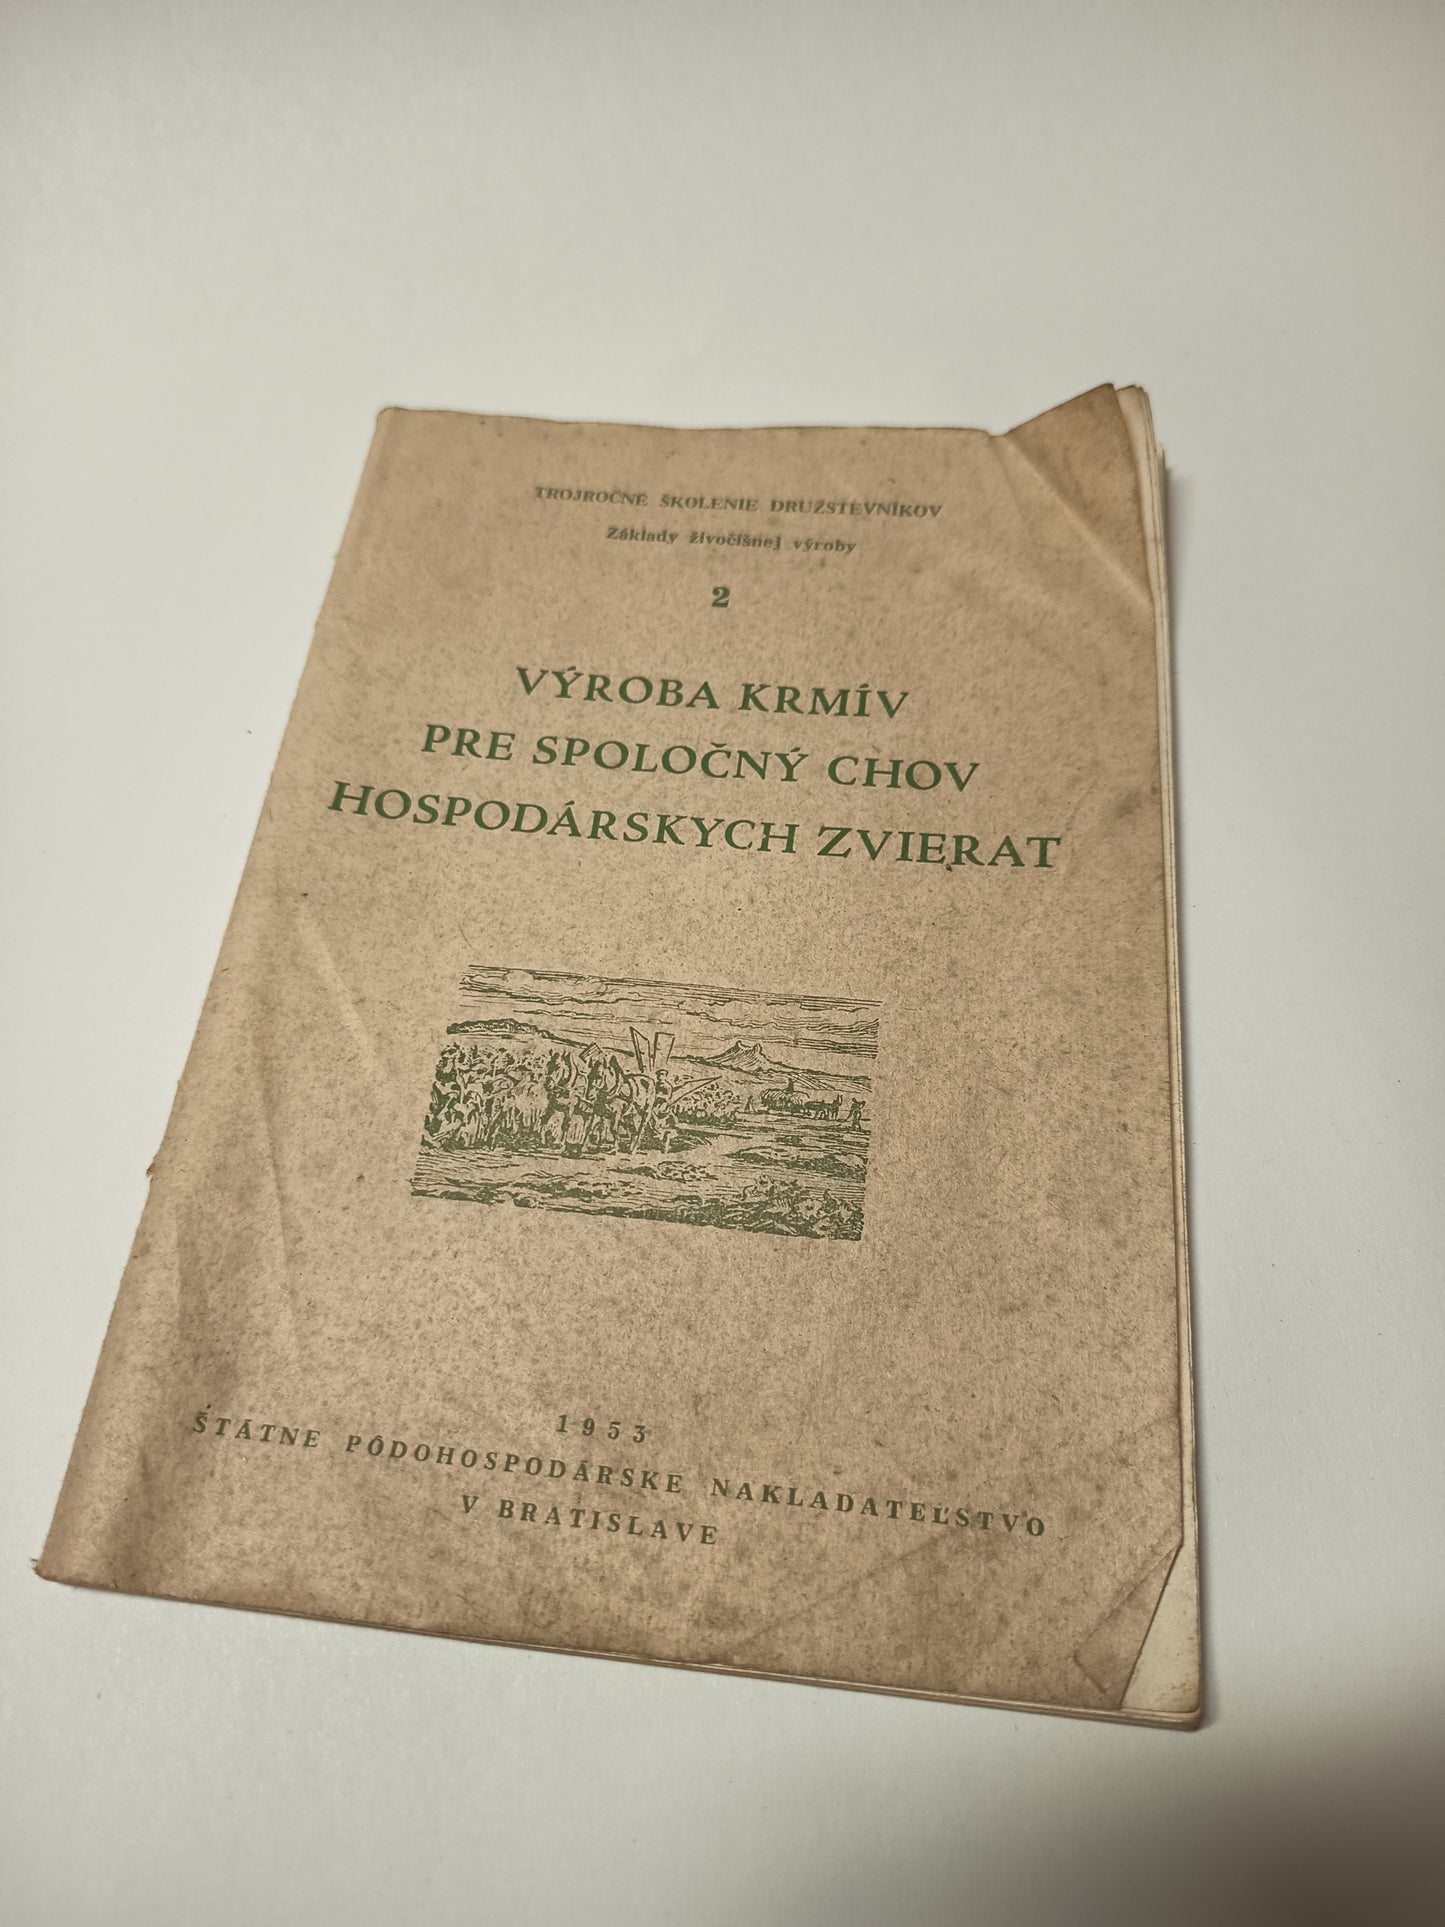 TROJROČNÉ ŠKOLENIE DRUŽSTEVNÍKOV
Základy živočíšnej výroby
2
VÝROBA KRMÍV
PRE SPOLOČNÝ CHOV
HOSPODÁRSKYCH ZVIERAT
1953
ŠTÁTNE PÔDOHOSPODÁRSKE NAKLADATEĽSTVO
V BRATISLAVE